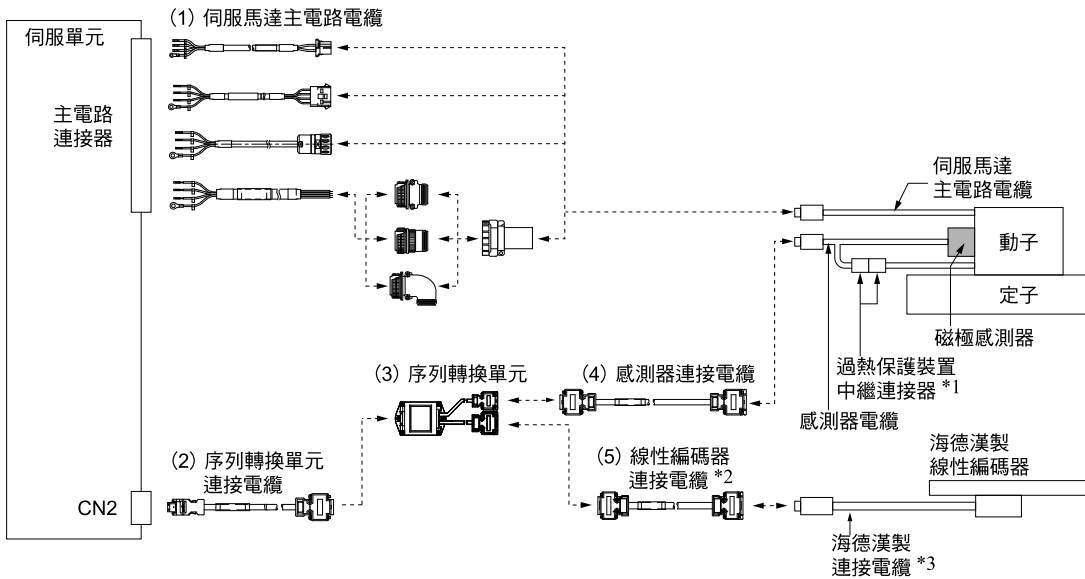 (1) 伺服馬達主電路電纜
伺服單元
主電路
連接器
伺服馬達
主電路電纜
動子
定子
磁極感測器
過熱保護裝置
中繼連接器 *1
感測器電纜
(3) 序列轉換單元
(4) 感測器連接電纜
(2) 序列轉換單元
連接電纜
(5) 線性編碼器
連接電纜 *2
海德漢製
線性編碼器
CN2
海德漢製
連接電纜 *3